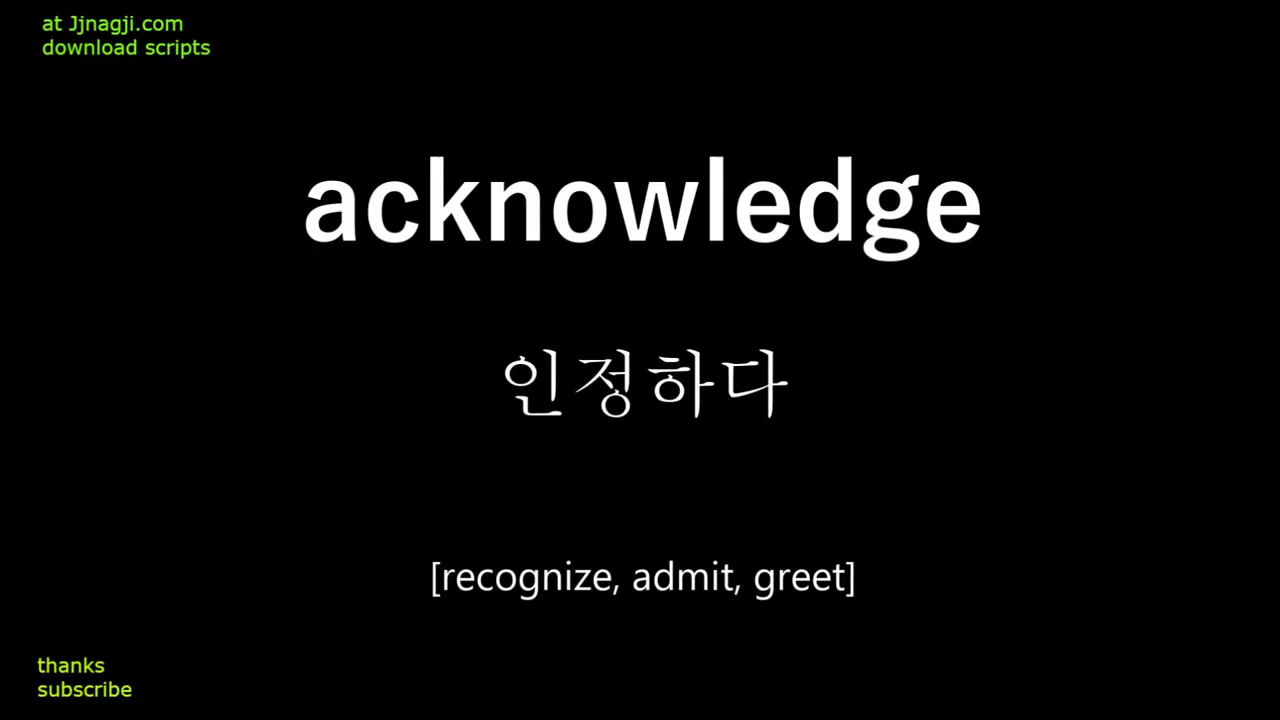 at Jjnagji.com
download scripts
acknowledge
인정하다
[recognize, admit, greet]
thanks
subscribe